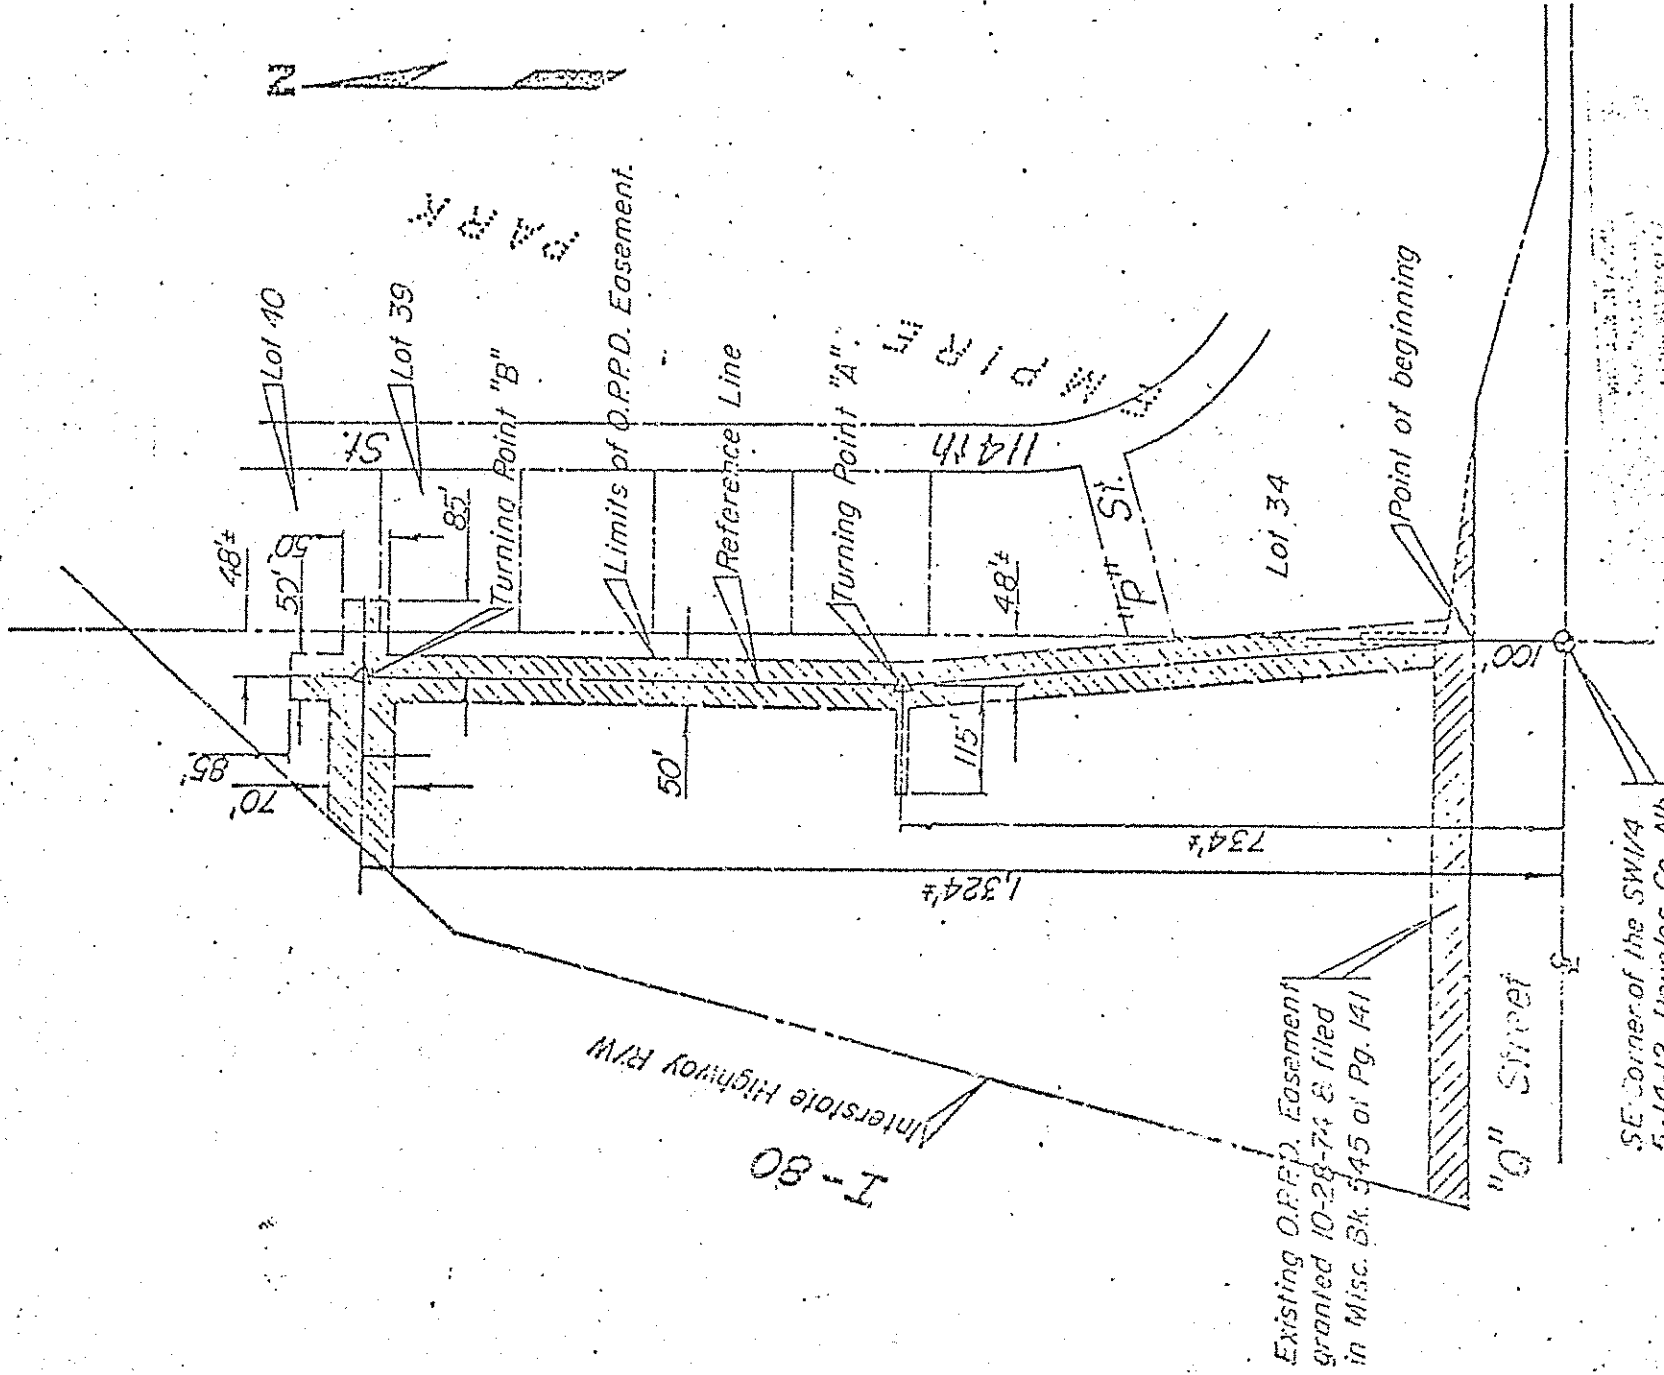 N
PARK
EMPIRE
Lot 40
Lot 39
St.
114th
Turning Point "B"
Limits of O.P.P.D. Easement.
Reference Line
Turning Point "A"
48'±
50'
50'
85'
85'
70'
50'
115'
48'±
"P" St.
Lot 34
Point of beginning
100'
734'±
1,324'±
Interstate Highway R/W
I-80
Existing O.P.P.D. Easement
granted 10-28-74 & filed
in Misc. Bk. 545 at Pg. 141
"Q" Street
SE Corner of the SW1/4